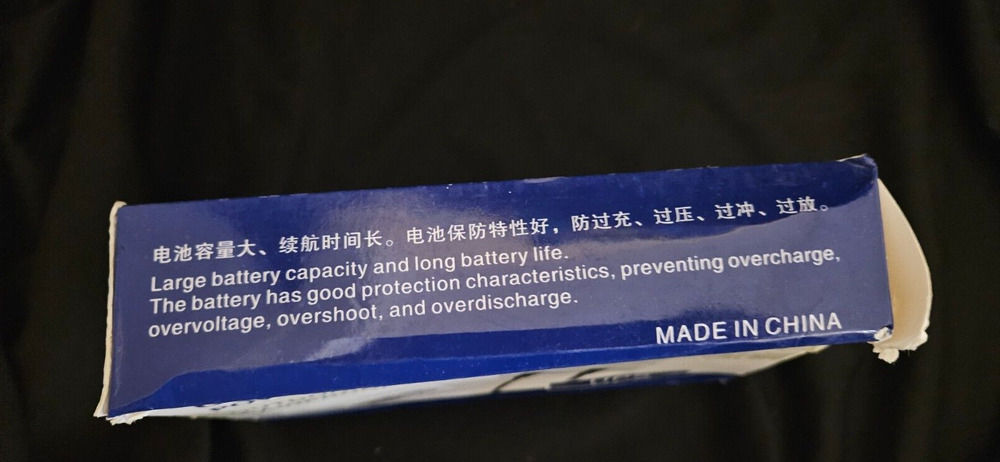 电池容量大、续航时间长。电池保防特性好，防过充、过压、过冲、过放。
Large battery capacity and long battery life.
The battery has good protection characteristics, preventing overcharge,
overvoltage, overshoot, and overdischarge.
MADE IN CHINA